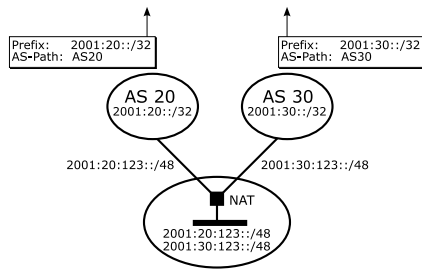 Prefix: 2001:20::/32
AS-Path: AS20
Prefix: 2001:30::/32
AS-Path: AS30
AS 20
2001:20::/32
AS 30
2001:30::/32
2001:20:123::/48
2001:30:123::/48
NAT
2001:20:123::/48
2001:30:123::/48